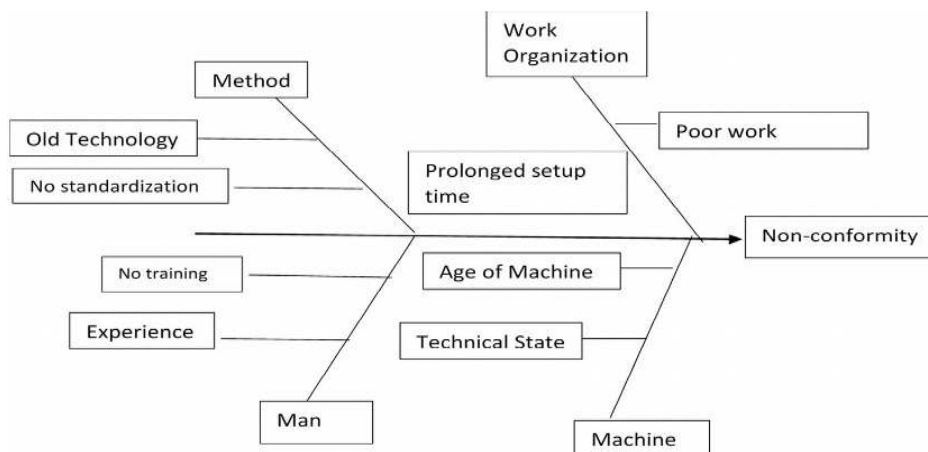 Work
Organization
Method
Poor work
Old Technology
Prolonged setup
time
No standardization
Non-conformity
No training
Age of Machine
Experience
Technical State
Man
Machine